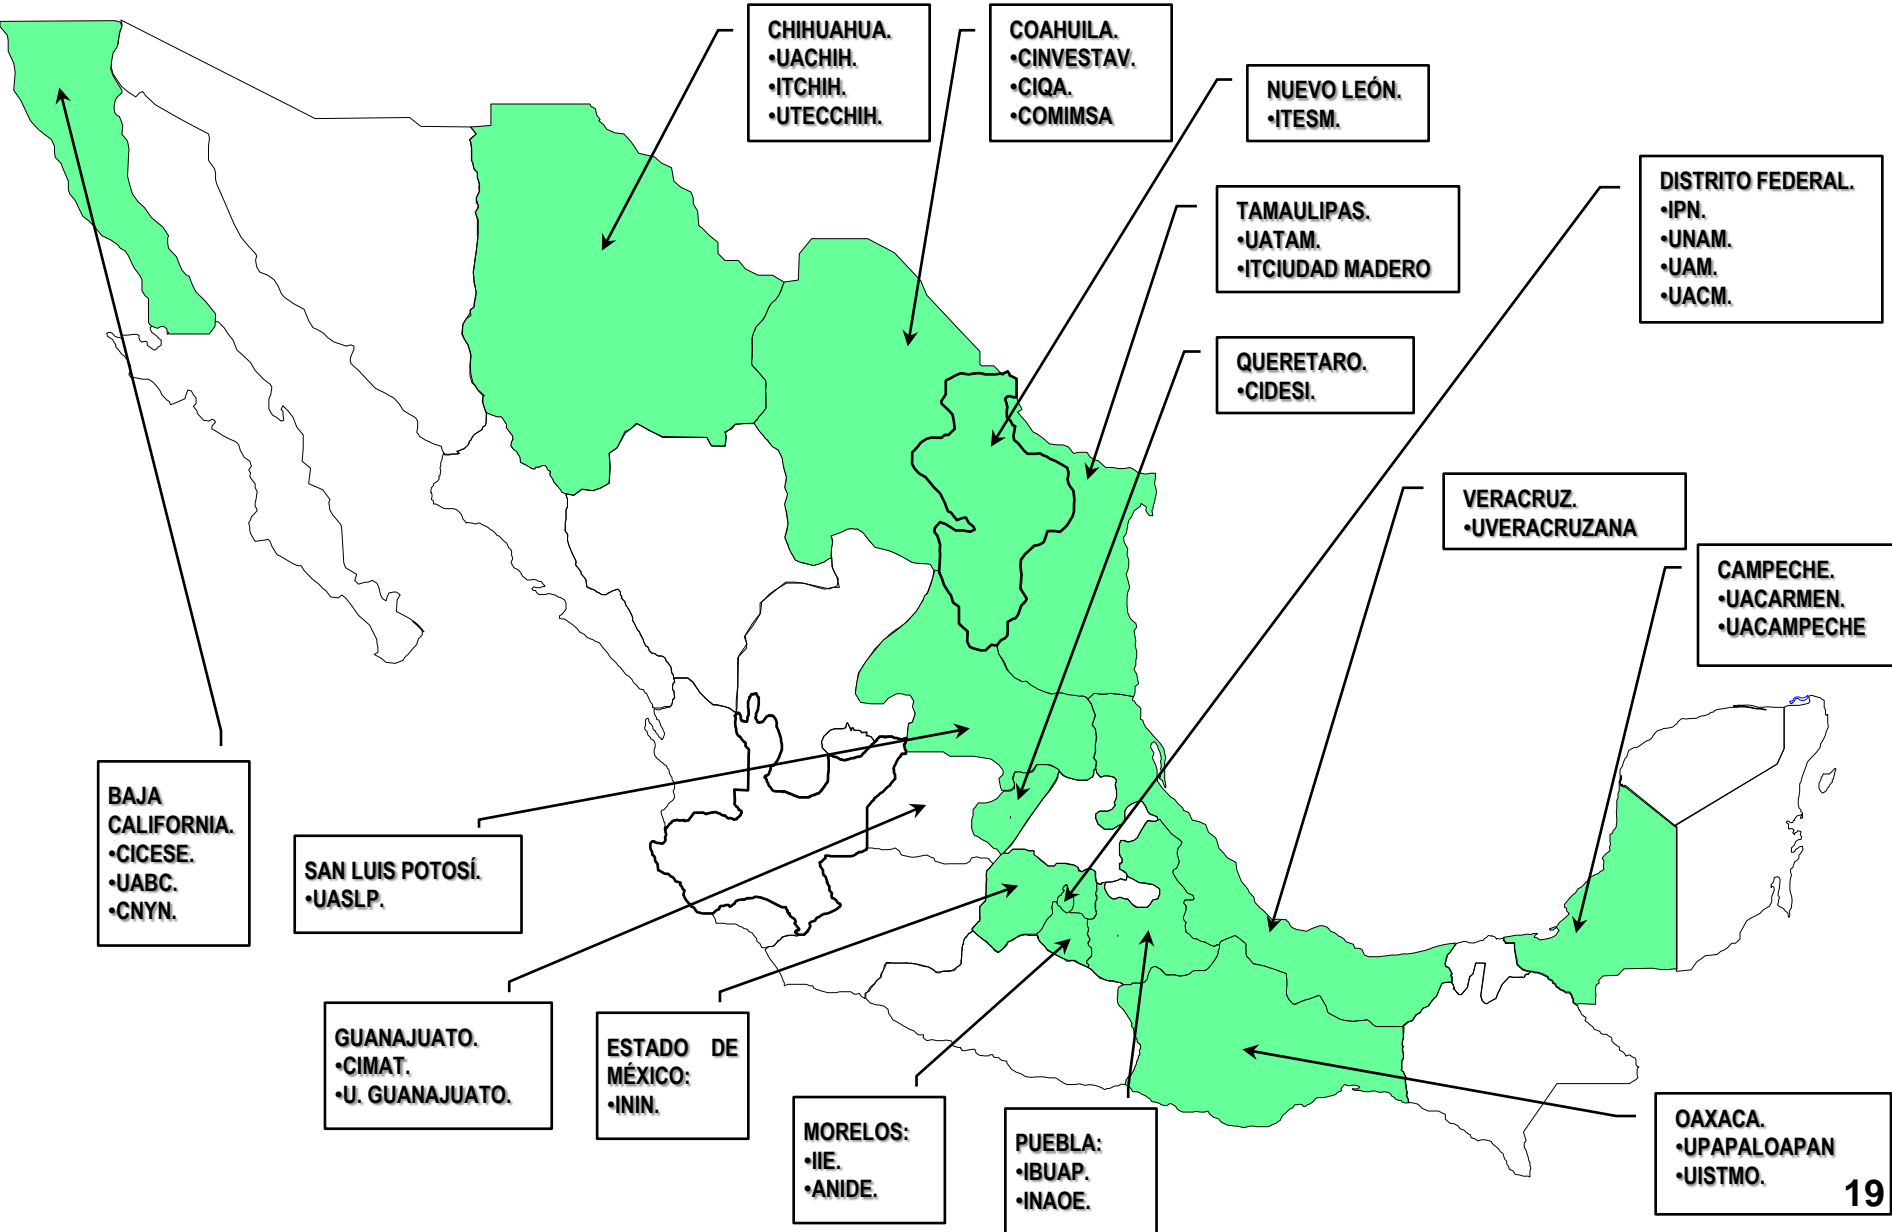 CHIHUAHUA.
•UACHIH.
•ITCHIH.
•UTECCHIH.
COAHUILA.
•CINVESTAV.
•CIQA.
•COMIMSA
NUEVO LEÓN.
•ITESM.
DISTRITO FEDERAL.
•IPN.
•UNAM.
•UAM.
•UACM.
TAMAULIPAS.
•UATAM.
•ITCIUDAD MADERO
QUERETARO.
•CIDESI.
VERACRUZ.
•UVERACRUZANA
CAMPECHE.
•UACARMEN.
•UACAMPECHE
BAJA
CALIFORNIA.
•CICESE.
•UABC.
•CNYN.
SAN LUIS POTOSÍ.
•UASLP.
GUANAJUATO.
•CIMAT.
•U. GUANAJUATO.
ESTADO DE
MÉXICO:
•ININ.
MORELOS:
•IIE.
•ANIDE.
PUEBLA:
•IBUAP.
•INAOE.
OAXACA.
•UPAPALOAPAN
•UISTMO.
19